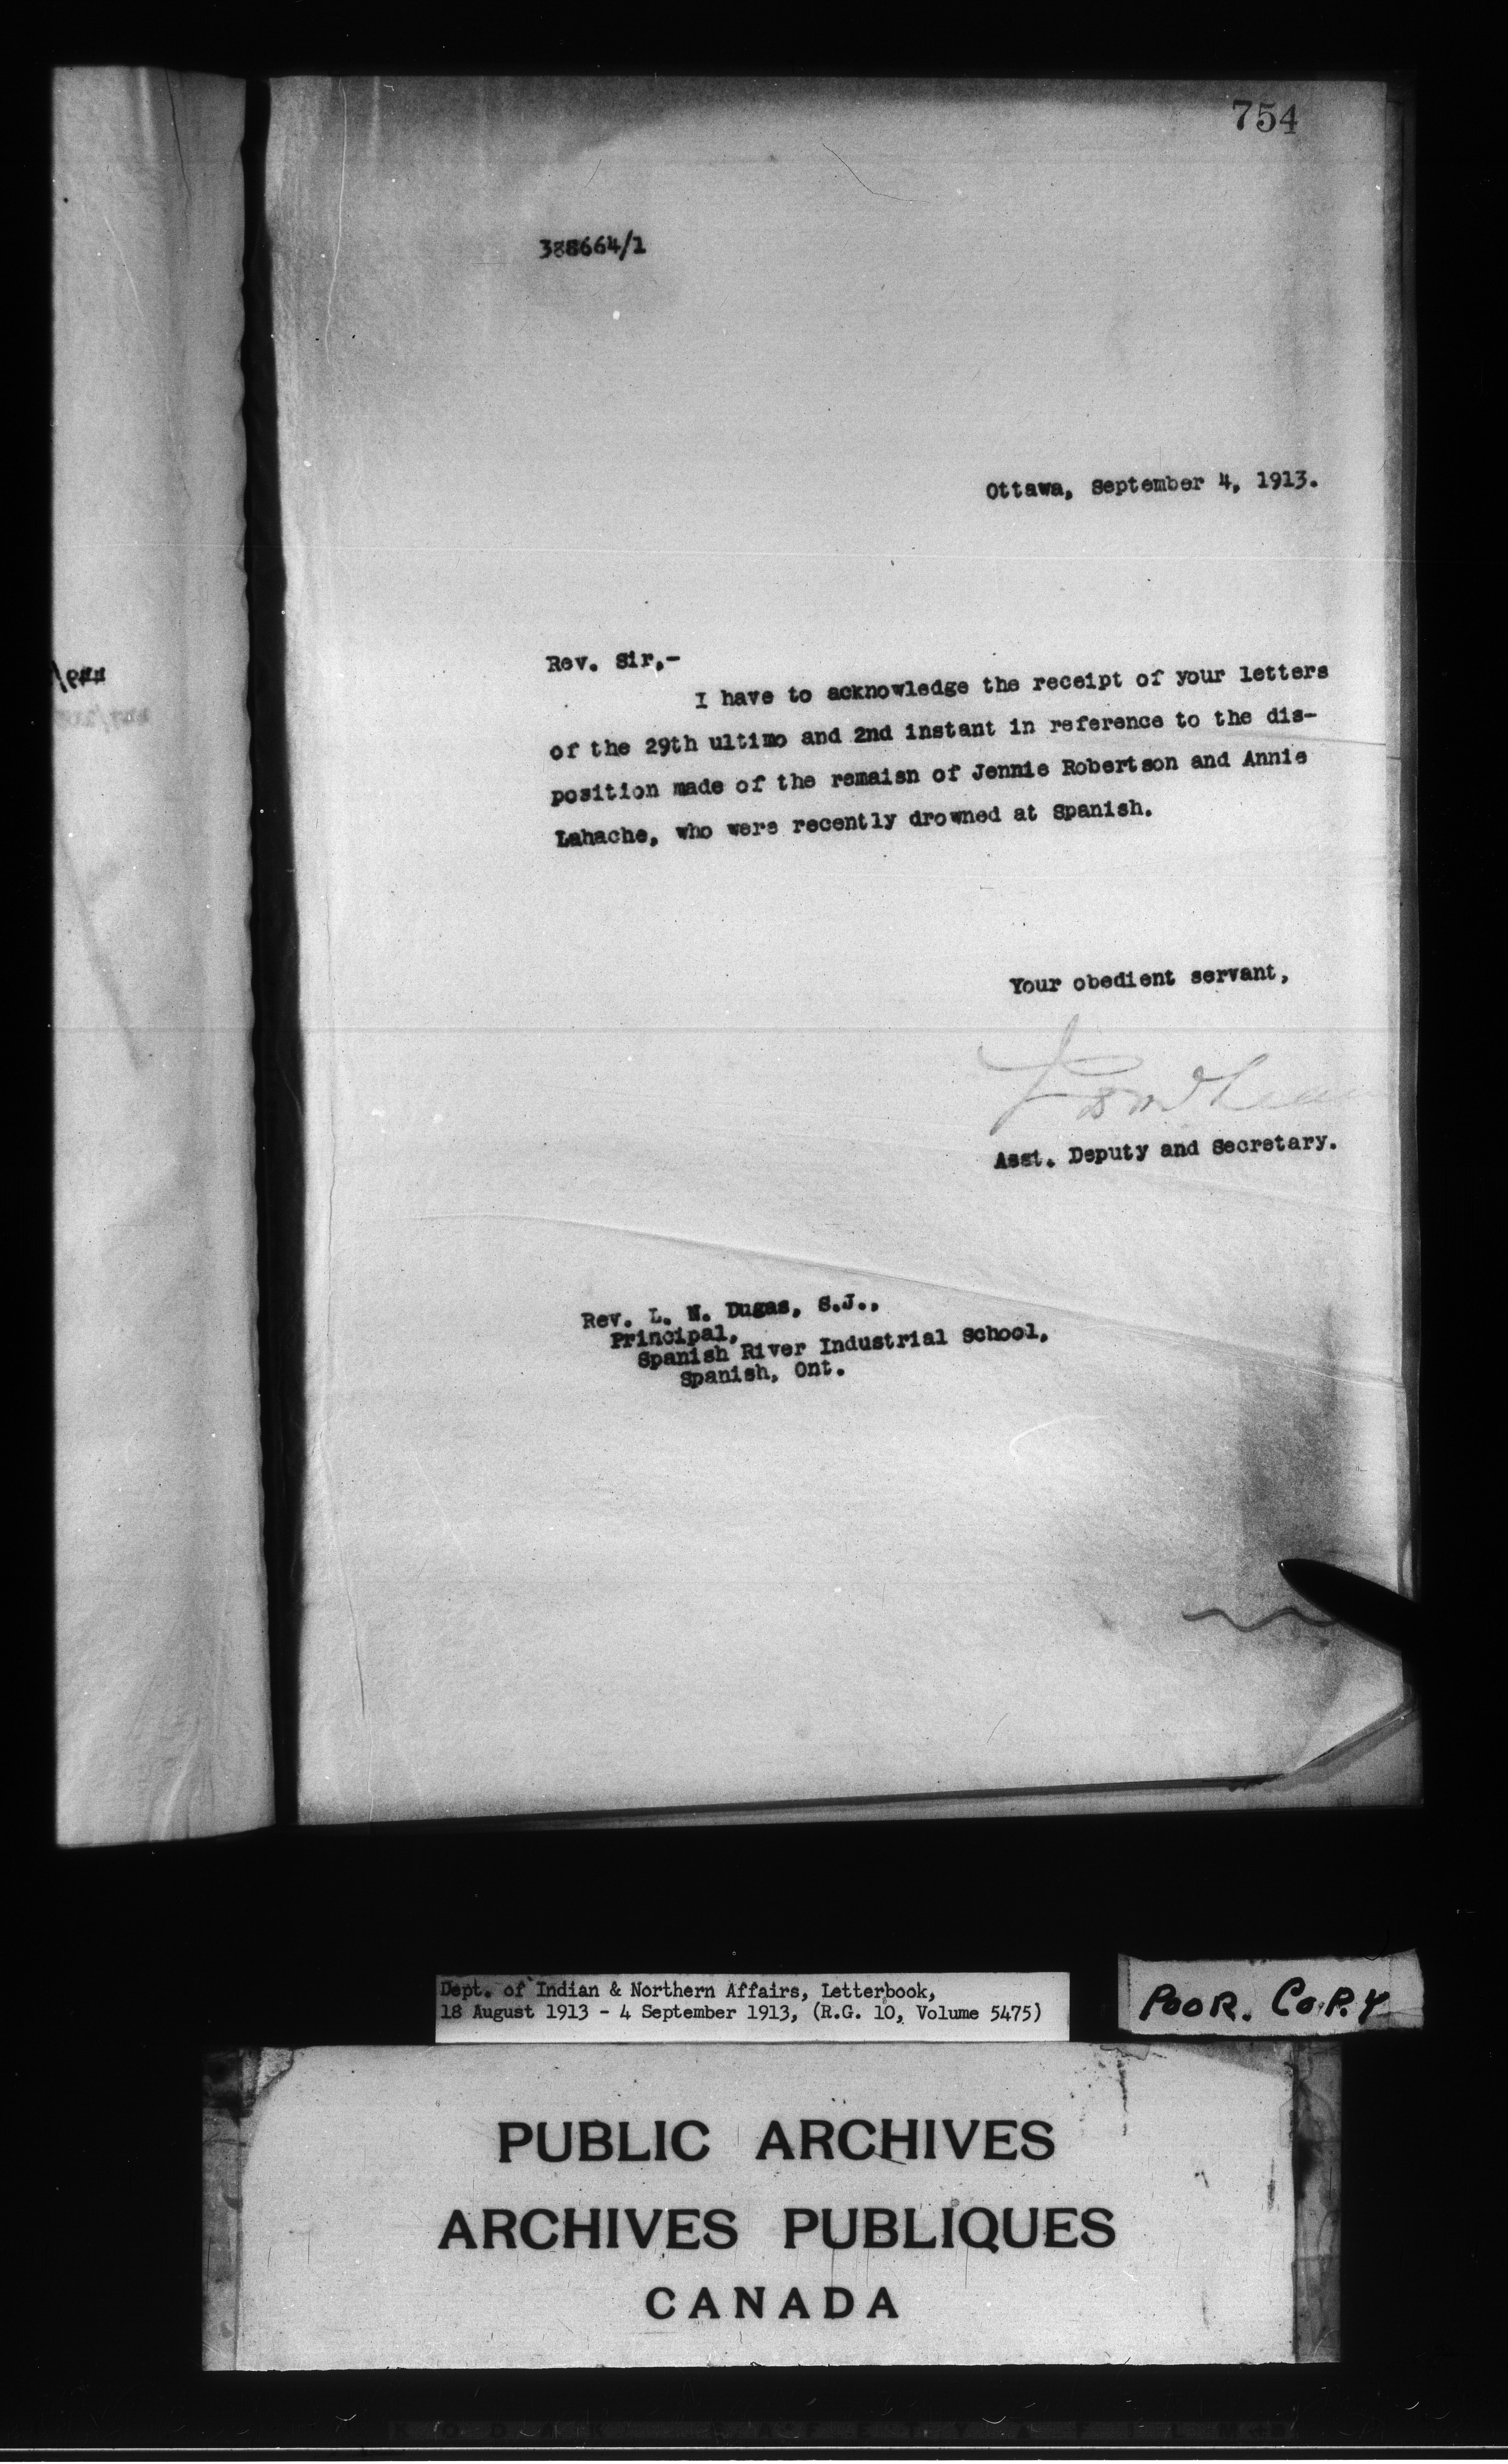 754
388664/1
Ottawa, September 4, 1913.
Rev. Sir,-
I have to acknowledge the receipt of your letters
of the 29th ultimo and 2nd instant in reference to the dis-
position made of the remaisn of Jennie Robertson and Annie
Lahache, who were recently drowned at Spanish.
Your obedient servant,
Asst. Deputy and Secretary.
Rev. L. N. Dugas, S.J.,
Principal,
Spanish River Industrial School,
Spanish, Ont.
Dept. of Indian & Northern Affairs, Letterbook,
18 August 1913 - 4 September 1913, (R.G. 10, Volume 5475)
POOR. COPY
PUBLIC ARCHIVES
ARCHIVES PUBLIQUES
CANADA